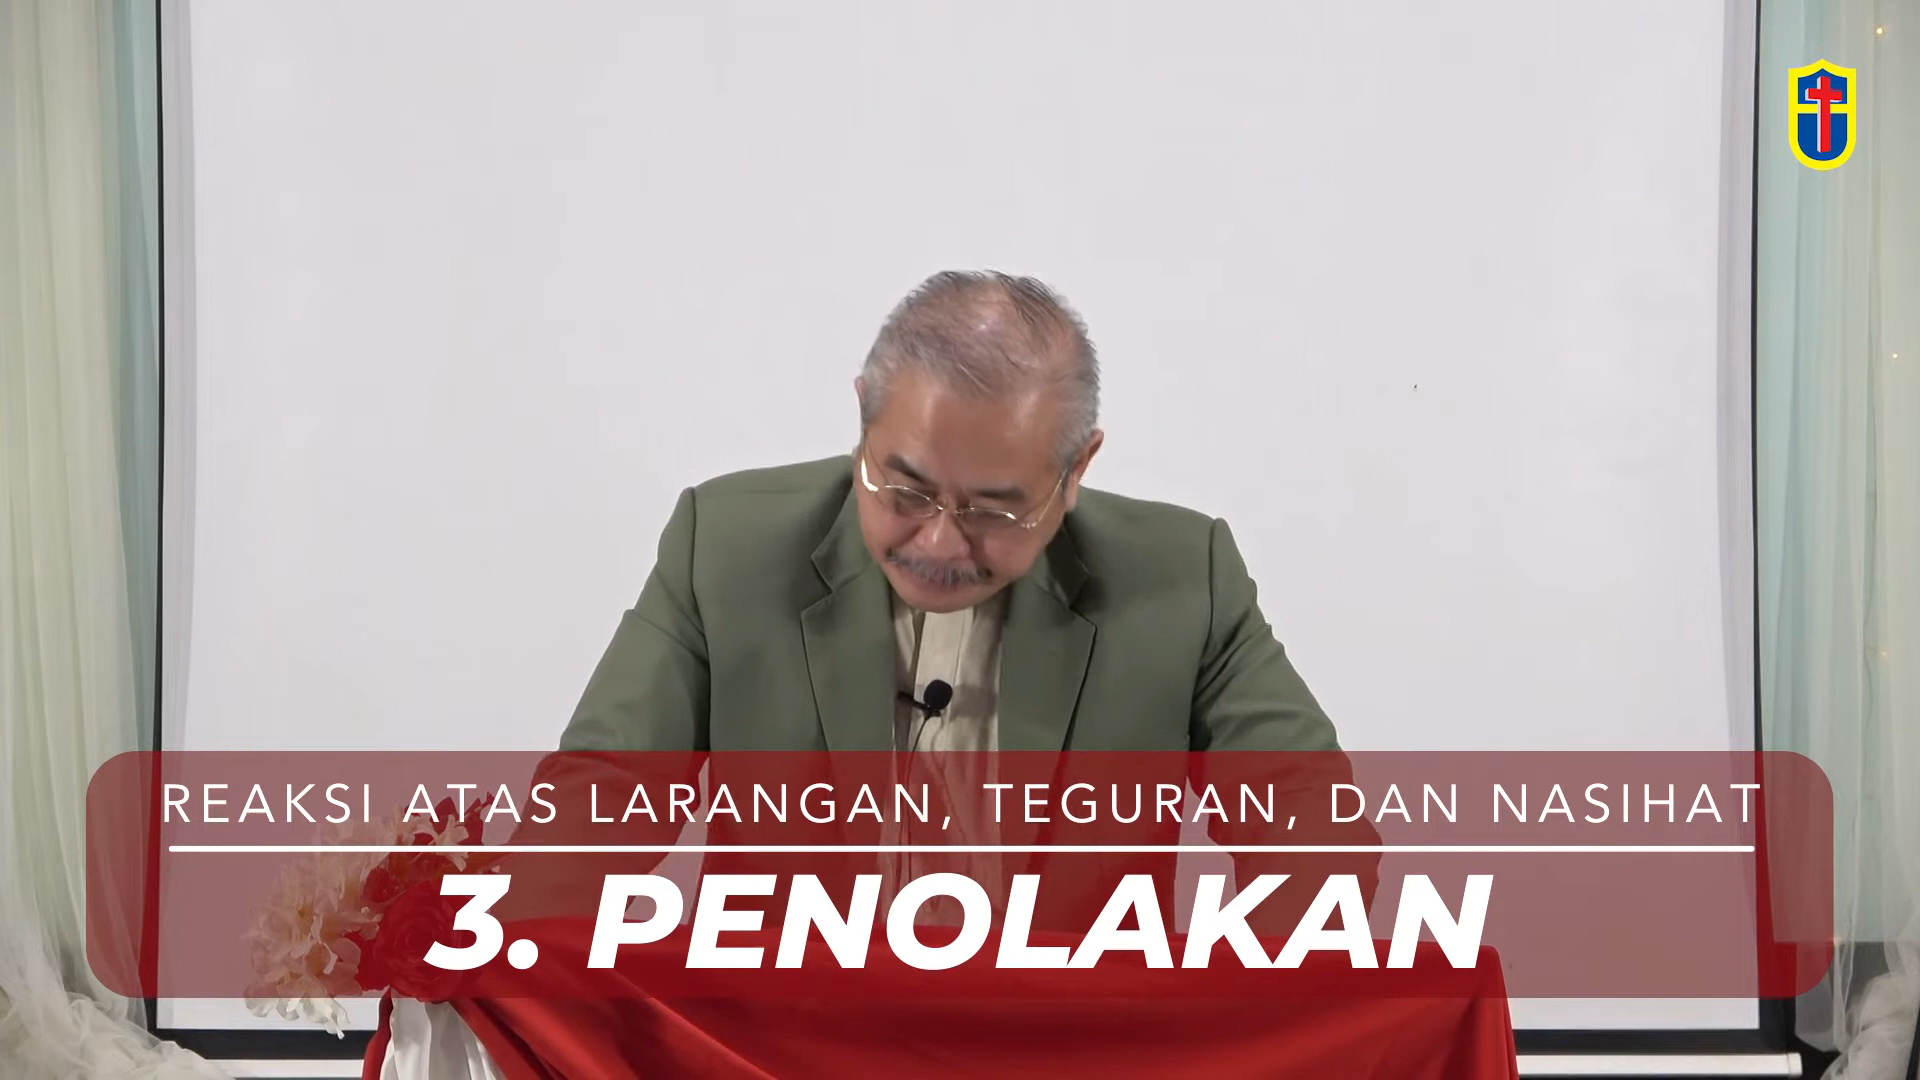 REAKSI ATAS LARANGAN, TEGURAN, DAN NASIHAT
3. PENOLAKAN